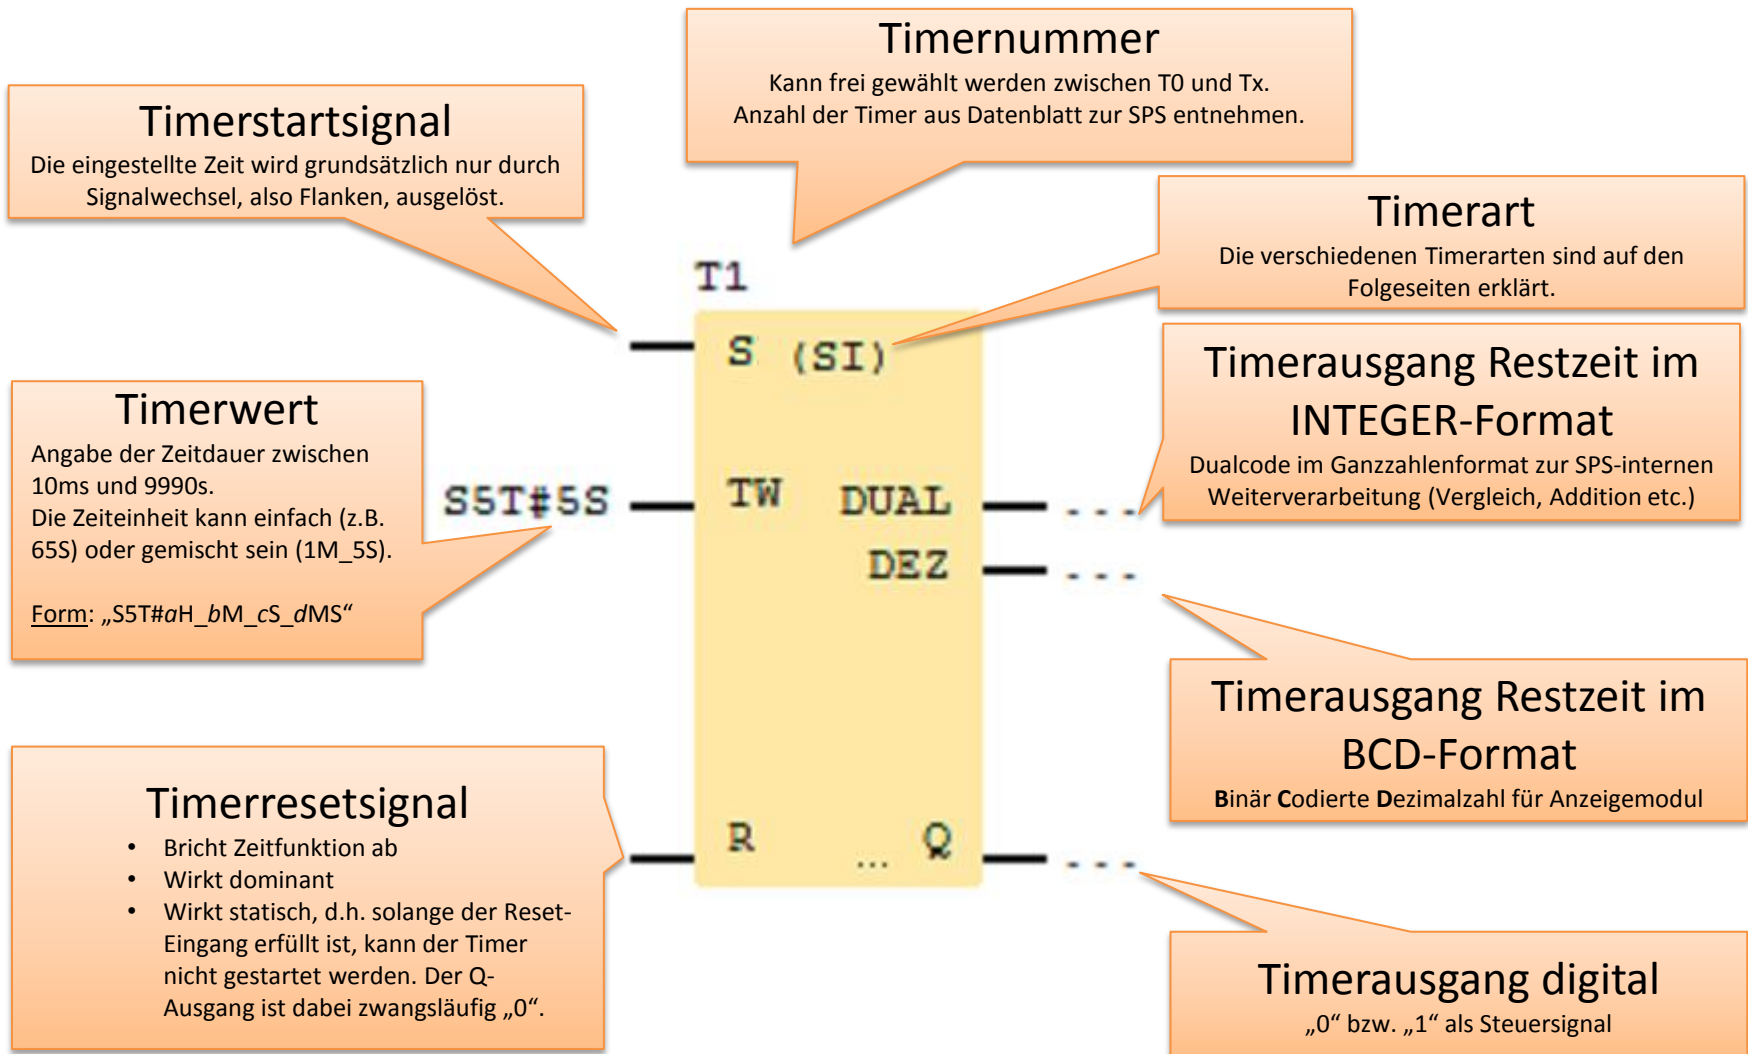 Timernummer
Kann frei gewählt werden zwischen T0 und Tx.
Anzahl der Timer aus Datenblatt zur SPS entnehmen.
Timerstartsignal
Die eingestellte Zeit wird grundsätzlich nur durch
Signalwechsel, also Flanken, ausgelöst.
Timerart
Die verschiedenen Timerarten sind auf den
Folgeseiten erklärt.
T1
S (SI)
Timerausgang Restzeit im
INTEGER-Format
Dualcode im Ganzzahlenformat zur SPS-internen
Weiterverarbeitung (Vergleich, Addition etc.)
Timerwert
Angabe der Zeitdauer zwischen
10ms und 9990s.
Die Zeiteinheit kann einfach (z.B.
65S) oder gemischt sein (1M_5S).
Form: „S5T#aH_bM_cS_dMS“
S5T#5S TW DUAL ---
DEZ ---
Timerausgang Restzeit im
BCD-Format
Binär Codierte Dezimalzahl für Anzeigemodul
Timerresetsignal
• Bricht Zeitfunktion ab
• Wirkt dominant
• Wirkt statisch, d.h. solange der Reset-
Eingang erfüllt ist, kann der Timer
nicht gestartet werden. Der Q-
Ausgang ist dabei zwangsläufig „0“.
R ... Q ---
Timerausgang digital
„0“ bzw. „1“ als Steuersignal